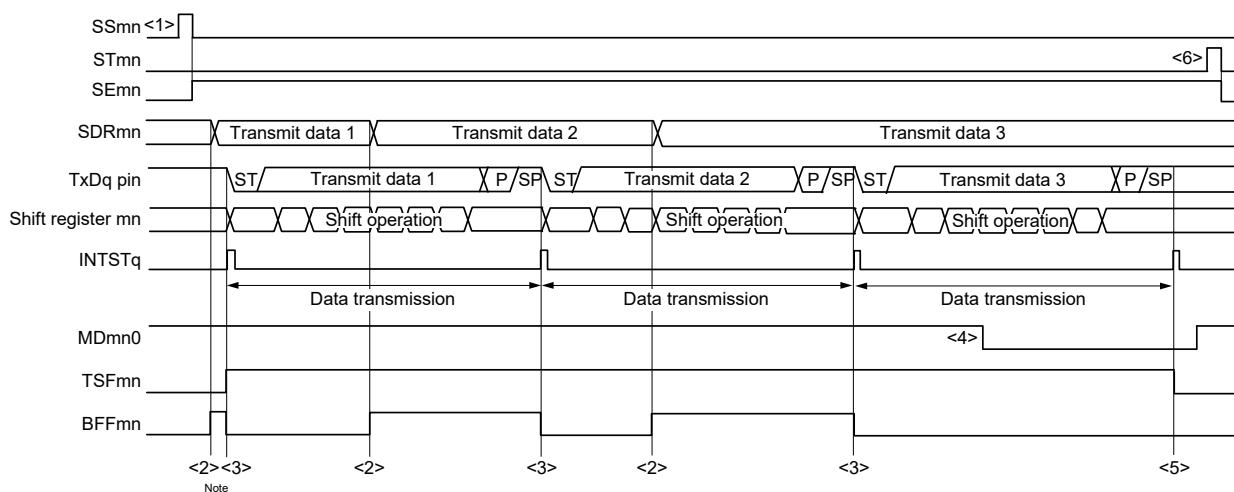 SSmn <1>
STmn <6>
SEmn
SDRmn Transmit data 1 Transmit data 2 Transmit data 3
TxDq pin ST Transmit data 1 P SP ST Transmit data 2 P SP ST Transmit data 3 P SP
Shift register mn Shift operation Shift operation Shift operation
INTSTq
Data transmission Data transmission Data transmission
MDmn0 <4>
TSFmn
BFFmn
<2> <3> <2> <3> <2> <3> <5>
Note